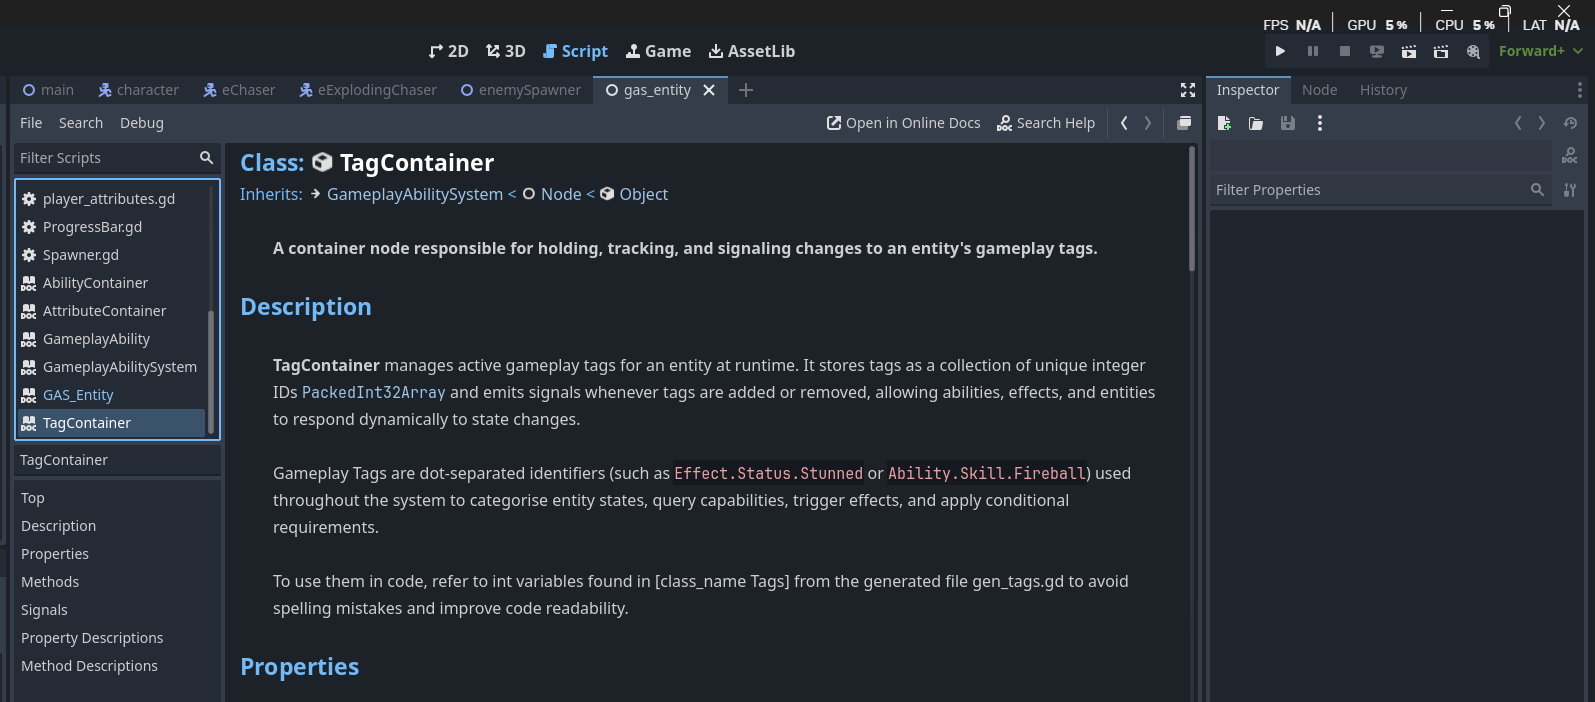 FPS N/A GPU 5 % CPU 5 % LAT N/A
2D 3D Script Game AssetLib
Forward+
main character eChaser eExplodingChaser enemySpawner gas_entity
Inspector Node History
File Search Debug
Open in Online Docs Search Help
Filter Scripts
player_attributes.gd
ProgressBar.gd
Spawner.gd
AbilityContainer
AttributeContainer
GameplayAbility
GameplayAbilitySystem
GAS_Entity
TagContainer
TagContainer
Top
Description
Properties
Methods
Signals
Property Descriptions
Method Descriptions
Class: TagContainer
Inherits: GameplayAbilitySystem < Node < Object
A container node responsible for holding, tracking, and signaling changes to an entity's gameplay tags.
Description
TagContainer manages active gameplay tags for an entity at runtime. It stores tags as a collection of unique integer
IDs PackedInt32Array and emits signals whenever tags are added or removed, allowing abilities, effects, and entities
to respond dynamically to state changes.
Gameplay Tags are dot-separated identifiers (such as Effect.Status.Stunned or Ability.Skill.Fireball) used
throughout the system to categorise entity states, query capabilities, trigger effects, and apply conditional
requirements.
To use them in code, refer to int variables found in [class_name Tags] from the generated file gen_tags.gd to avoid
spelling mistakes and improve code readability.
Properties
Filter Properties